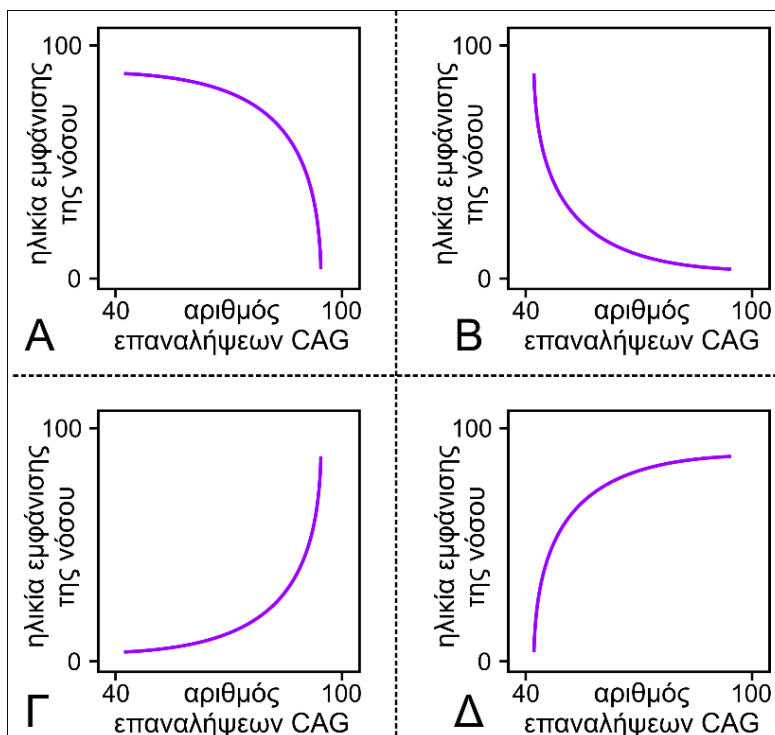 100
ηλικία εμφάνισης
της νόσου
0
40
100
αριθμός
επαναλήψεων CAG
Α
100
ηλικία εμφάνισης
της νόσου
0
40
100
αριθμός
επαναλήψεων CAG
Β
100
ηλικία εμφάνισης
της νόσου
0
40
100
αριθμός
επαναλήψεων CAG
Γ
100
ηλικία εμφάνισης
της νόσου
0
40
100
αριθμός
επαναλήψεων CAG
Δ